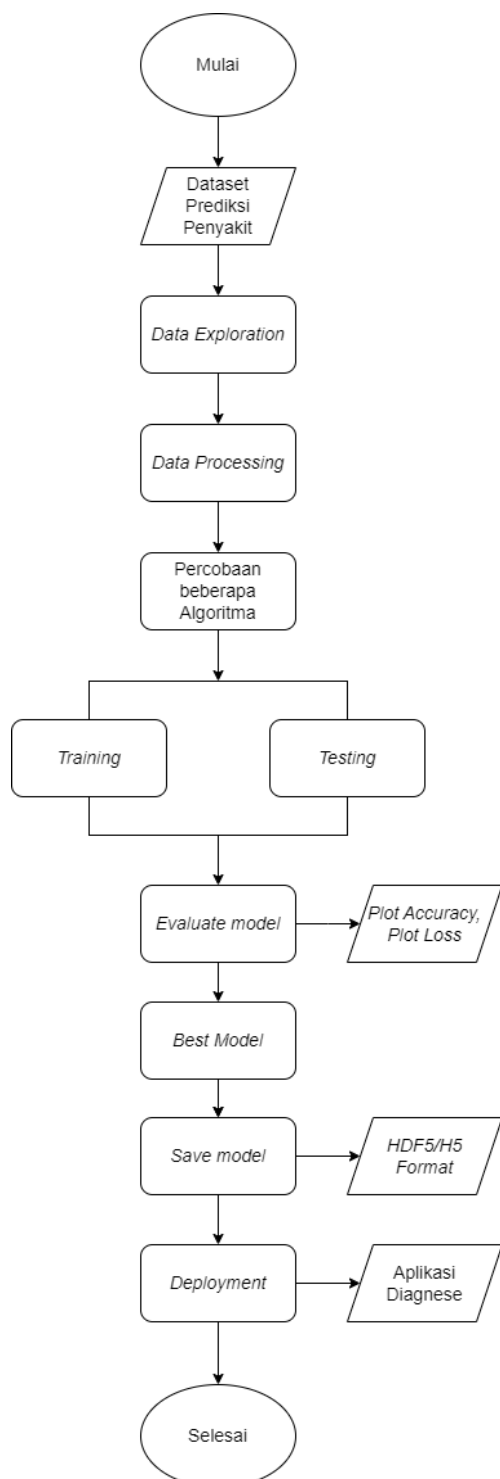 Mulai
Dataset
Prediksi
Penyakit
Data Exploration
Data Processing
Percobaan
beberapa
Algoritma
Training
Testing
Evaluate model
Plot Accuracy,
Plot Loss
Best Model
Save model
HDF5/H5
Format
Deployment
Aplikasi
Diagnese
Selesai